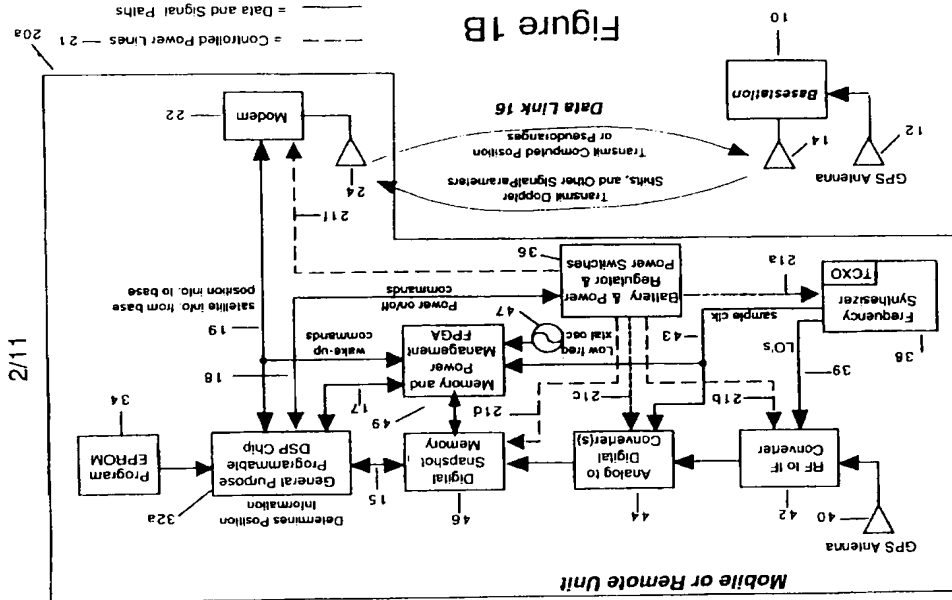 2/11
Mobile or Remote Unit
GPS Antenna
40
42
RF to IF
Converter
44
Analog to
Digital
Converter(s)
46
Digital
Snapshot
Memory
15
Determines Position
Information
32a
General Purpose
Programmable
DSP Chip
34
Program
EPROM
38
39
LO's
21b
21c
21d
49
17
18
19
Frequency
Synthesizer
TCXO
sample clk
43
21a
Low freq
xtal osc
47
Memory and
Power
Management
FPGA
wake-up
commands
satellite info. from base
position info. to base
Battery & Power
Regulator &
Power Switches
36
Power on/off
commands
21f
GPS Antenna
12
14
Basestation
10
Transmit Doppler
Shifts, and Other SignalParameters
Transmit Computed Position
or Pseudoranges
Data Link 16
24
Modem
22
20a
Figure 1B
= Controlled Power Lines 21
= Data and Signal Paths